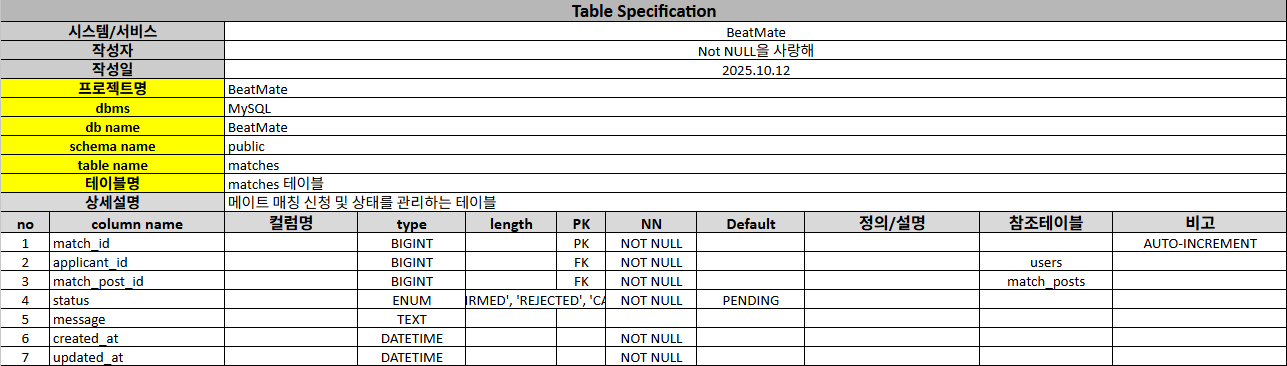 Table Specification
시스템/서비스 BeatMate
작성자 Not NULL을 사랑해
작성일 2025.10.12
프로젝트명 BeatMate
dbms MySQL
db name BeatMate
schema name public
table name matches
테이블명 matches 테이블
상세설명 메이트 매칭 신청 및 상태를 관리하는 테이블
no column name 컬럼명 type length PK NN Default 정의/설명 참조테이블 비고
1 match_id BIGINT PK NOT NULL AUTO-INCREMENT
2 applicant_id BIGINT FK NOT NULL users
3 match_post_id BIGINT FK NOT NULL match_posts
4 status ENUM IRMED', 'REJECTED', 'CA NOT NULL PENDING
5 message TEXT
6 created_at DATETIME NOT NULL
7 updated_at DATETIME NOT NULL